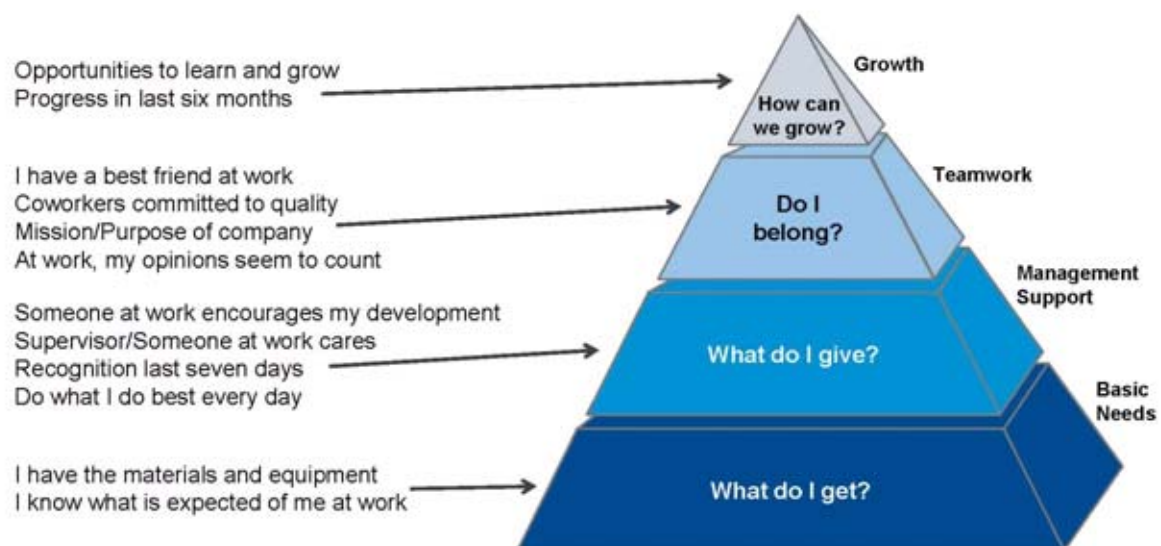 Opportunities to learn and grow
Progress in last six months
Growth
How can
we grow?
I have a best friend at work
Coworkers committed to quality
Mission/Purpose of company
At work, my opinions seem to count
Teamwork
Do I
belong?
Someone at work encourages my development
Supervisor/Someone at work cares
Recognition last seven days
Do what I do best every day
Management
Support
What do I give?
I have the materials and equipment
I know what is expected of me at work
Basic
Needs
What do I get?